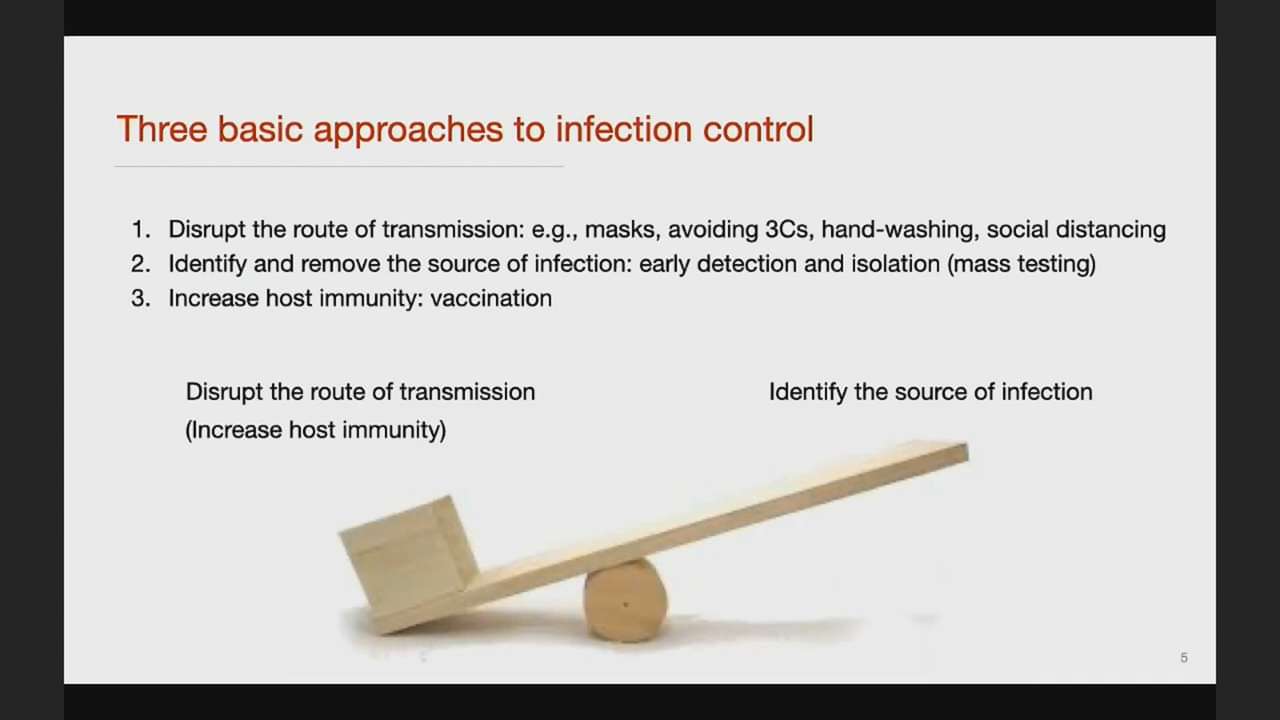 Three basic approaches to infection control
1. Disrupt the route of transmission: e.g., masks, avoiding 3Cs, hand-washing, social distancing
2. Identify and remove the source of infection: early detection and isolation (mass testing)
3. Increase host immunity: vaccination
Disrupt the route of transmission
(Increase host immunity)
Identify the source of infection
5